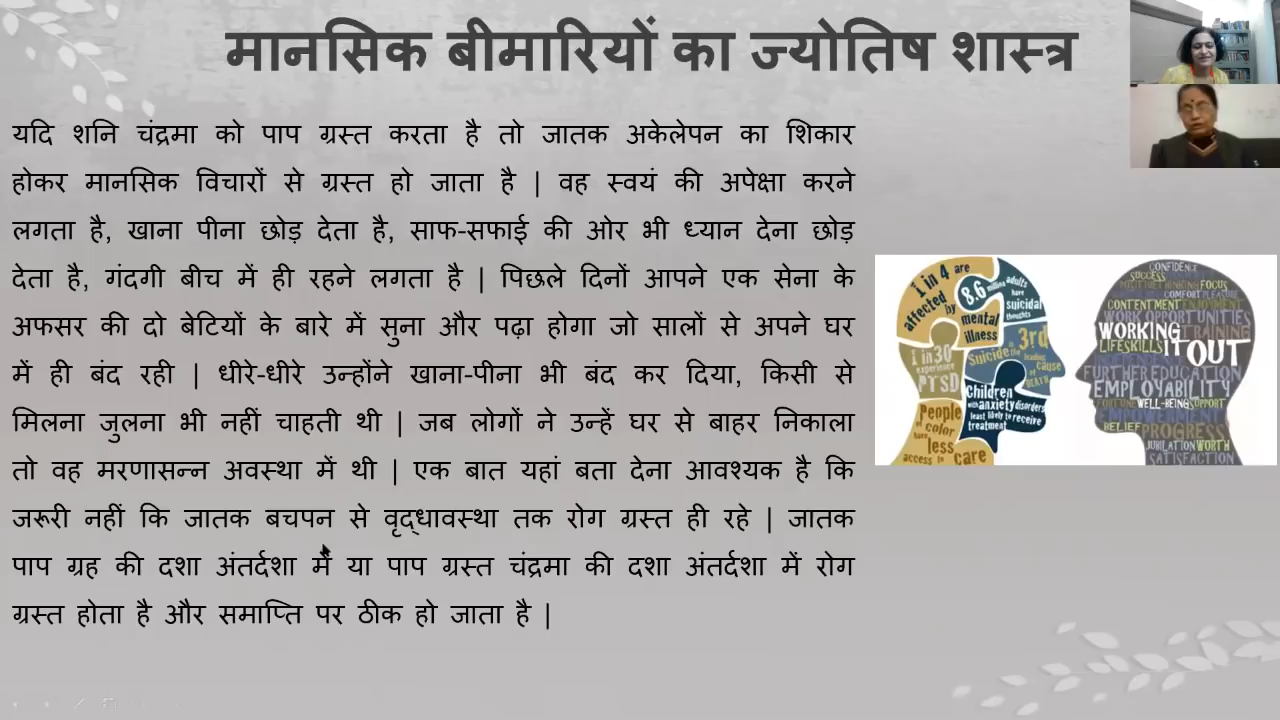 मानसिक बीमारियों का ज्योतिष शास्त्र
यदि शनि चंद्रमा को पाप ग्रस्त करता है तो जातक अकेलेपन का शिकार
होकर मानसिक विचारों से ग्रस्त हो जाता है | वह स्वयं की अपेक्षा करने
लगता है, खाना पीना छोड़ देता है, साफ-सफाई की ओर भी ध्यान देना छोड़
देता है, गंदगी बीच में ही रहने लगता है | पिछले दिनों आपने एक सेना के
अफसर की दो बेटियों के बारे में सुना और पढ़ा होगा जो सालों से अपने घर
में ही बंद रही | धीरे-धीरे उन्होंने खाना-पीना भी बंद कर दिया, किसी से
मिलना जुलना भी नहीं चाहती थी | जब लोगों ने उन्हें घर से बाहर निकाला
तो वह मरणासन्न अवस्था में थी | एक बात यहां बता देना आवश्यक है कि
जरूरी नहीं कि जातक बचपन से वृद्धावस्था तक रोग ग्रस्त ही रहे | जातक
पाप ग्रह की दशा अंतर्दशा में या पाप ग्रस्त चंद्रमा की दशा अंतर्दशा में रोग
ग्रस्त होता है और समाप्ति पर ठीक हो जाता है |
1 in 4 are
affected by
mental
illness
8.6 million adults
have
suicidal
thoughts
1 in 30
experience
PTSD
Suicide is the 3rd
leading
cause
of DEATH
Children
with anxiety disorders
least likely to receive
treatment
People
of color
have
less
access to care
CONFIDENCE
SUCCESS
FOCUS
COMFORT PLEASURE
CONTENTMENT
WORK OPPORTUNITIES
WORKING TRAINING
LIFESKILLS IT OUT
FURTHER EDUCATION
EMPLOYABILITY
WELL-BEING SUPPORT
BELIEF PROGRESS
JUBILATION WORTH
SATISFACTION